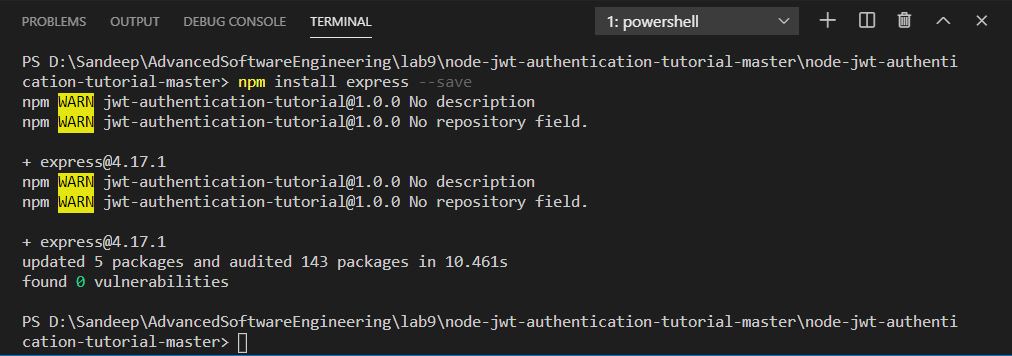 PROBLEMS OUTPUT DEBUG CONSOLE TERMINAL 1: powershell
PS D:\Sandeep\AdvancedSoftwareEngineering\lab9\node-jwt-authentication-tutorial-master\node-jwt-authenti
cation-tutorial-master> npm install express --save
npm WARN jwt-authentication-tutorial@1.0.0 No description
npm WARN jwt-authentication-tutorial@1.0.0 No repository field.
+ express@4.17.1
npm WARN jwt-authentication-tutorial@1.0.0 No description
npm WARN jwt-authentication-tutorial@1.0.0 No repository field.
+ express@4.17.1
updated 5 packages and audited 143 packages in 10.461s
found 0 vulnerabilities
PS D:\Sandeep\AdvancedSoftwareEngineering\lab9\node-jwt-authentication-tutorial-master\node-jwt-authenti
cation-tutorial-master>